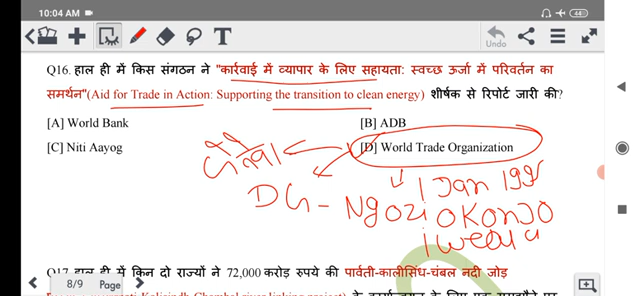 10:04 AM
44
Undo
Q16. हाल ही में किस संगठन ने "कार्रवाई में व्यापार के लिए सहायता: स्वच्छ ऊर्जा में परिवर्तन का
समर्थन"(Aid for Trade in Action: Supporting the transition to clean energy) शीर्षक से रिपोर्ट जारी की?
[A] World Bank [B] ADB
[C] Niti Aayog [D] World Trade Organization
1 Jan 1995
DG - Ngozi OKonJO
Iweala
8/9
Q17. हाल ही में किन दो राज्यों ने 72,000 करोड़ रुपये की पार्वती-कालीसिंध-चंबल नदी जोड़